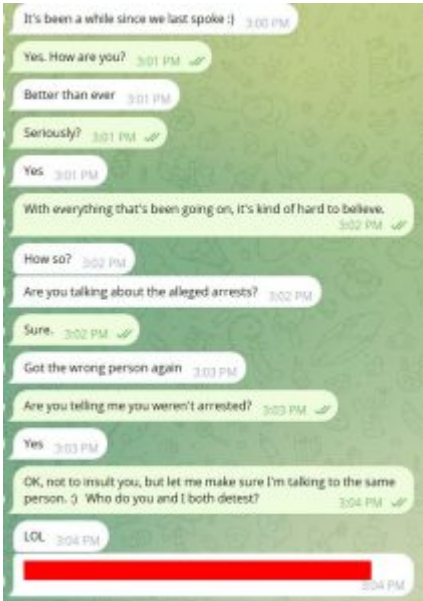 It's been a while since we last spoke :) 3:00 PM
Yes. How are you? 3:01 PM
Better than ever 3:01 PM
Seriously? 3:01 PM
Yes 3:01 PM
With everything that's been going on, it's kind of hard to believe.
3:02 PM
How so? 3:02 PM
Are you talking about the alleged arrests? 3:02 PM
Sure. 3:02 PM
Got the wrong person again 3:03 PM
Are you telling me you weren't arrested? 3:03 PM
Yes 3:03 PM
OK, not to insult you, but let me make sure I'm talking to the same
person. :) Who do you and I both detest? 3:04 PM
LOL 3:04 PM
3:04 PM